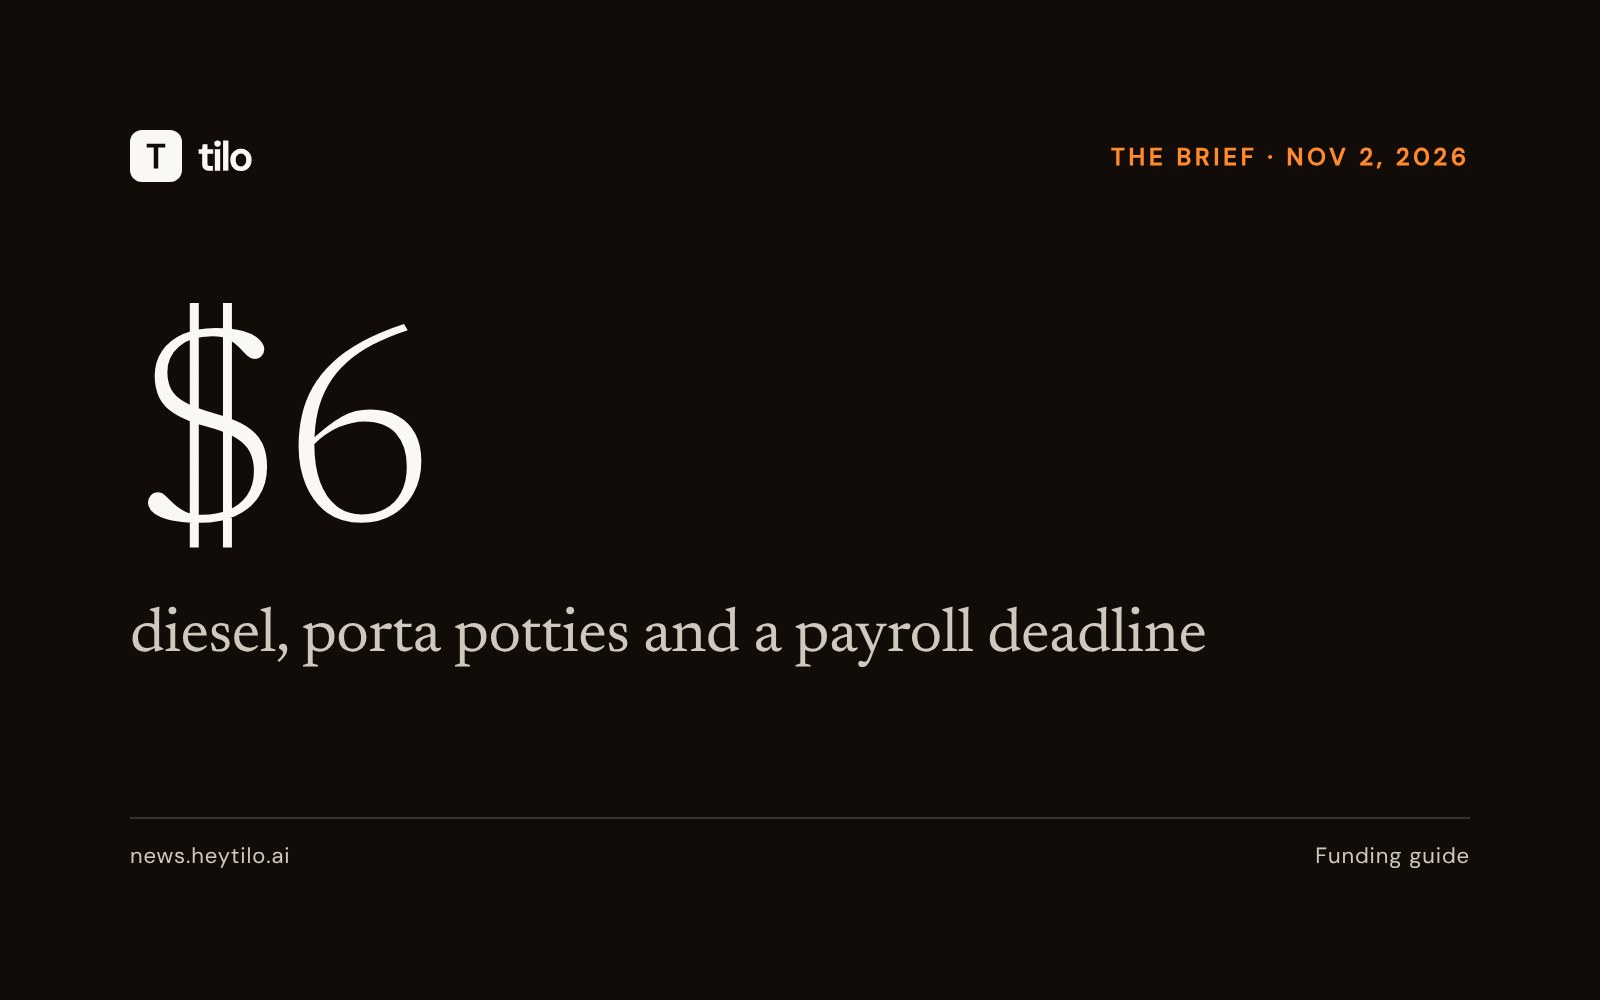 T tilo
THE BRIEF · NOV 2, 2026
$6
diesel, porta potties and a payroll deadline
news.heytilo.ai
Funding guide